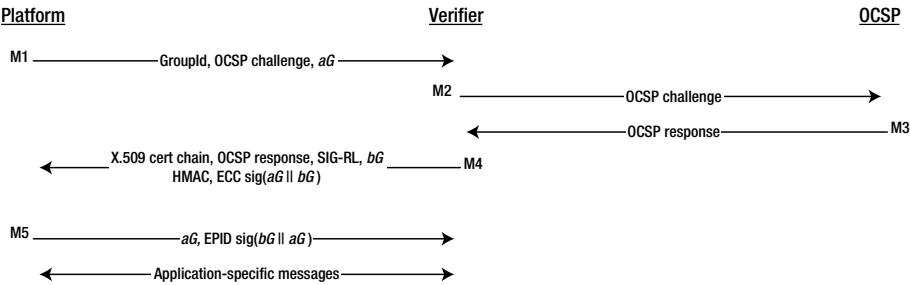 Platform Verifier OCSP
M1 GroupId, OCSP challenge, aG
M2 OCSP challenge
OCSP response M3
X.509 cert chain, OCSP response, SIG-RL, bG M4
HMAC, ECC sig(aG || bG )
M5 aG, EPID sig(bG || aG )
Application-specific messages